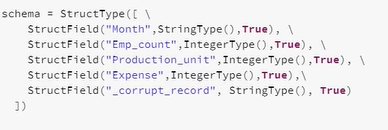 schema = StructType([ \
    StructField("Month",StringType(),True), \
    StructField("Emp_count",IntegerType(),True), \
    StructField("Production_unit",IntegerType(),True), \
    StructField("Expense",IntegerType(),True),\
    StructField("_corrupt_record", StringType(), True)
  ])